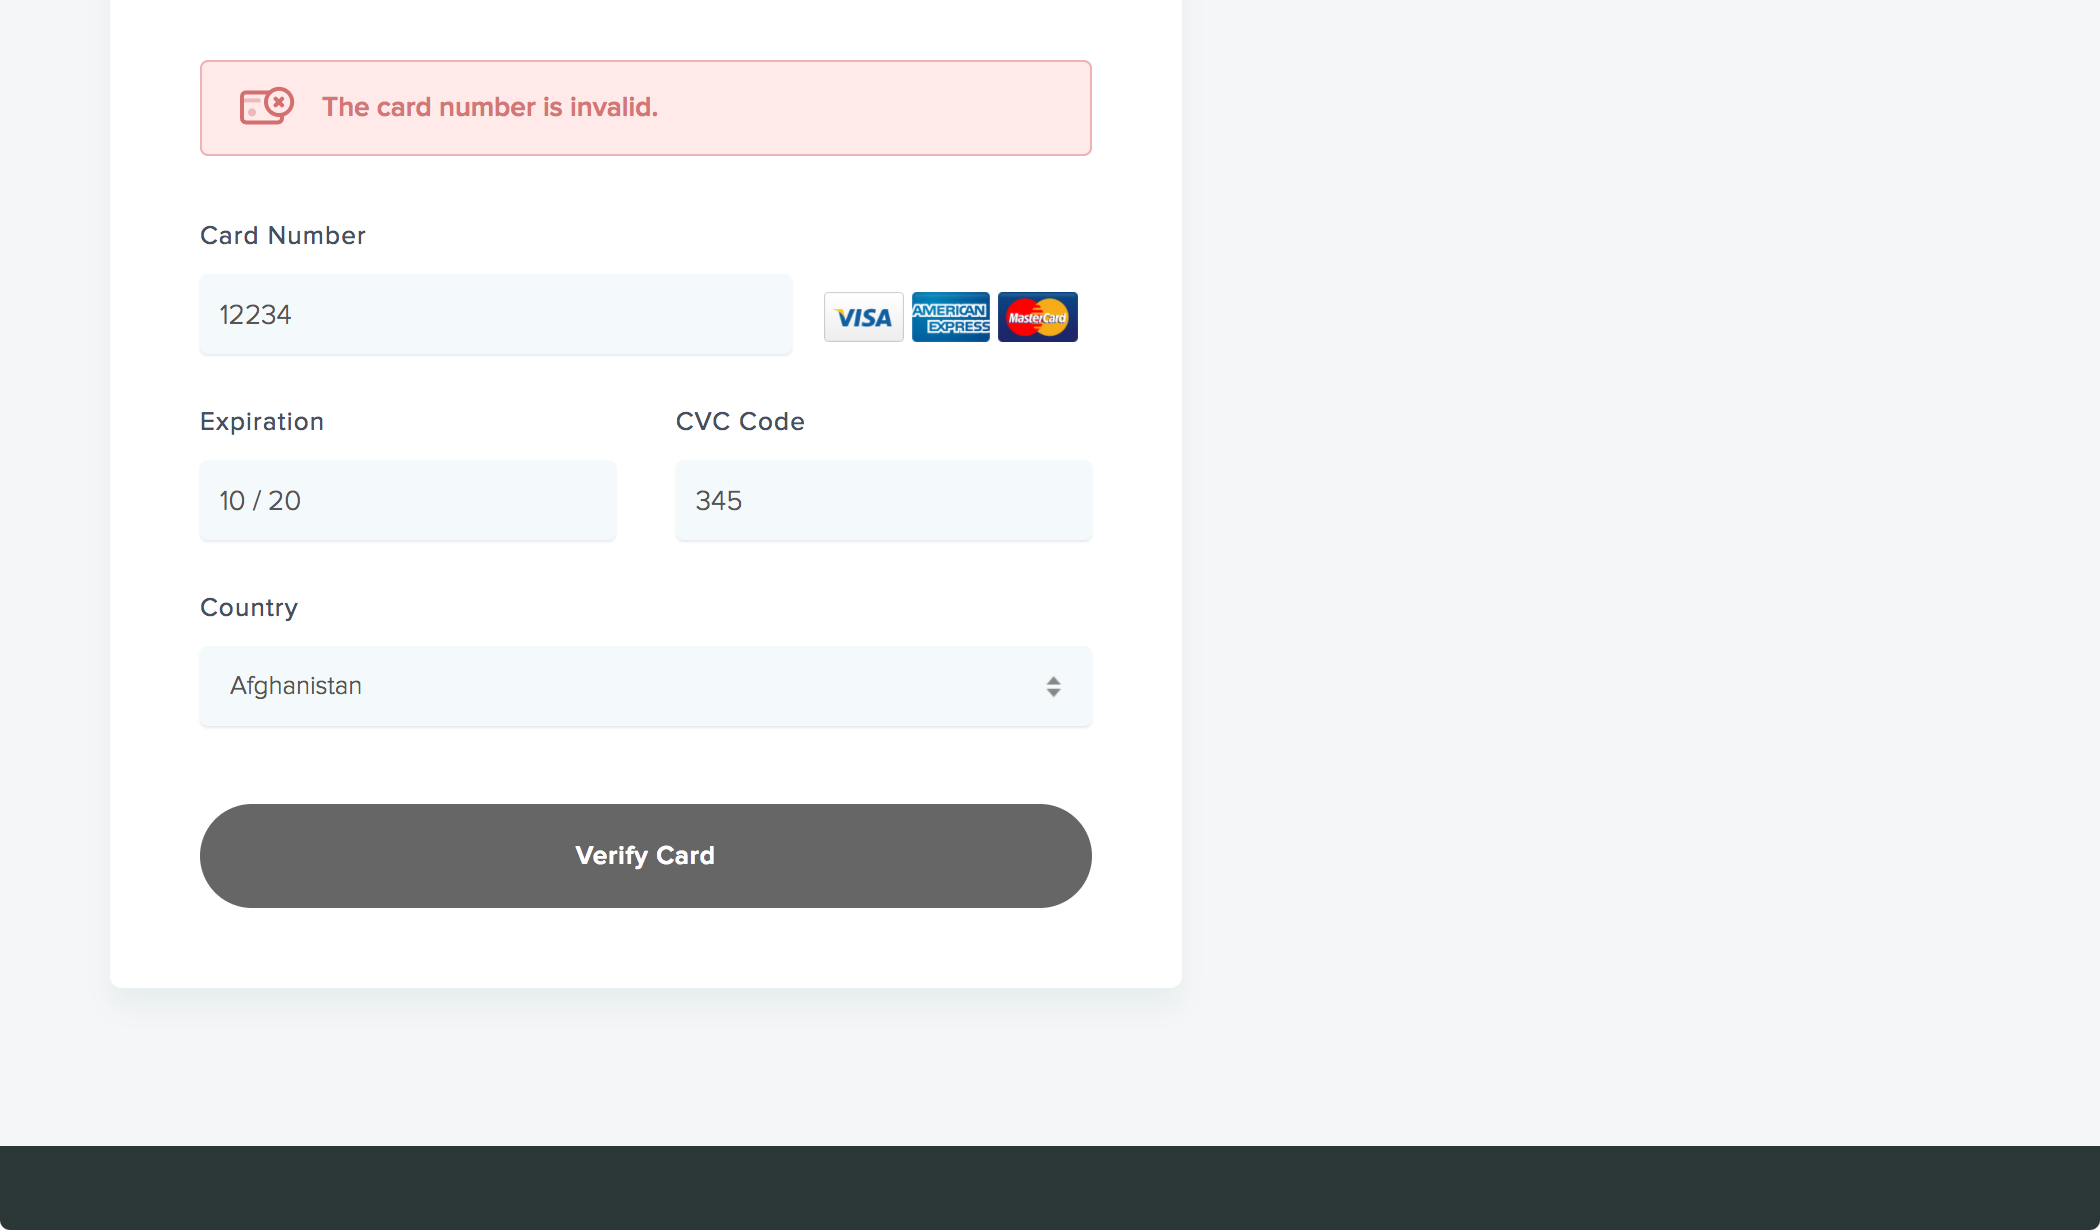 The card number is invalid.
Card Number
12234
VISA
AMERICAN
EXPRESS
MasterCard
Expiration
CVC Code
10 / 20
345
Country
Afghanistan
Verify Card